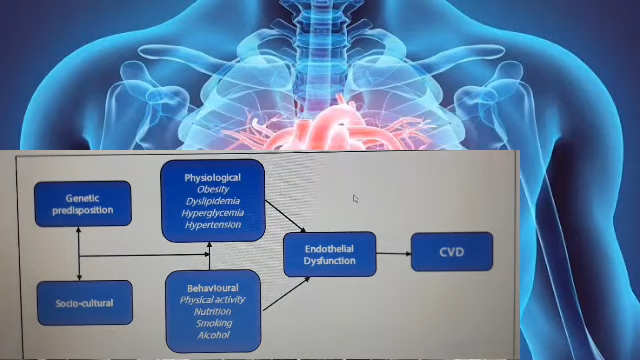 Genetic
predisposition
Socio-cultural
Physiological
Obesity
Dyslipidemia
Hyperglycemia
Hypertension
Behavioural
Physical activity
Nutrition
Smoking
Alcohol
Endothelial
Dysfunction
CVD